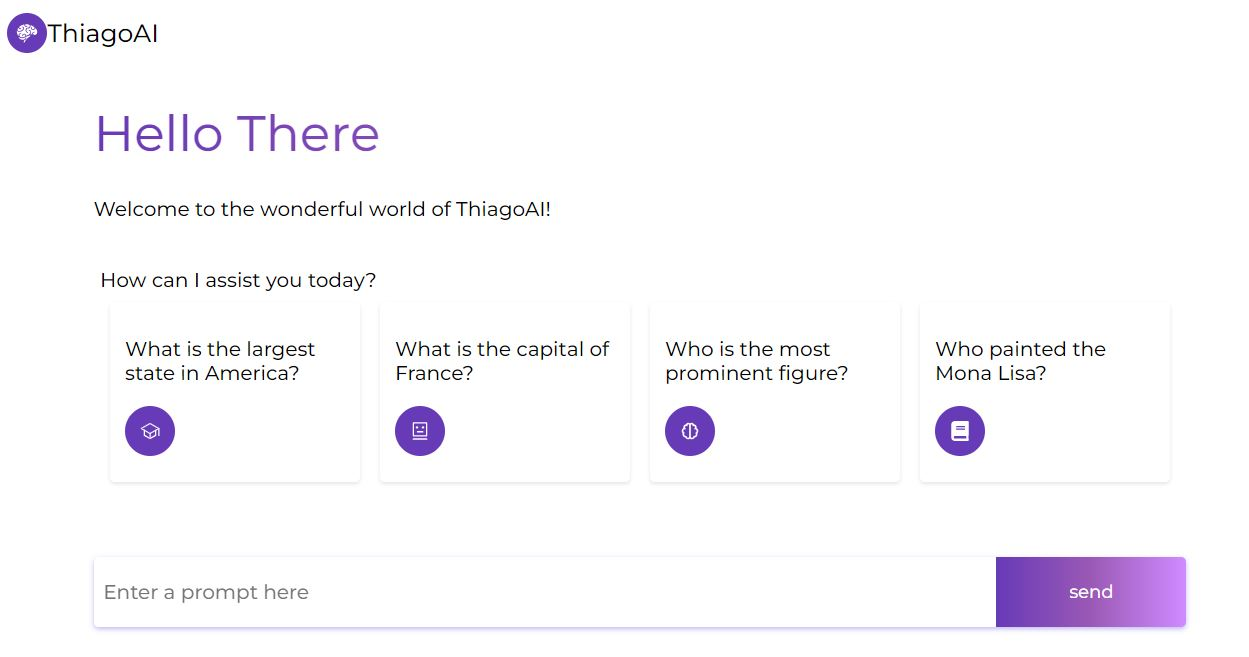 ThiagoAI
Hello There
Welcome to the wonderful world of ThiagoAI!
How can I assist you today?
What is the largest
state in America?
What is the capital of
France?
Who is the most
prominent figure?
Who painted the
Mona Lisa?
Enter a prompt here
send